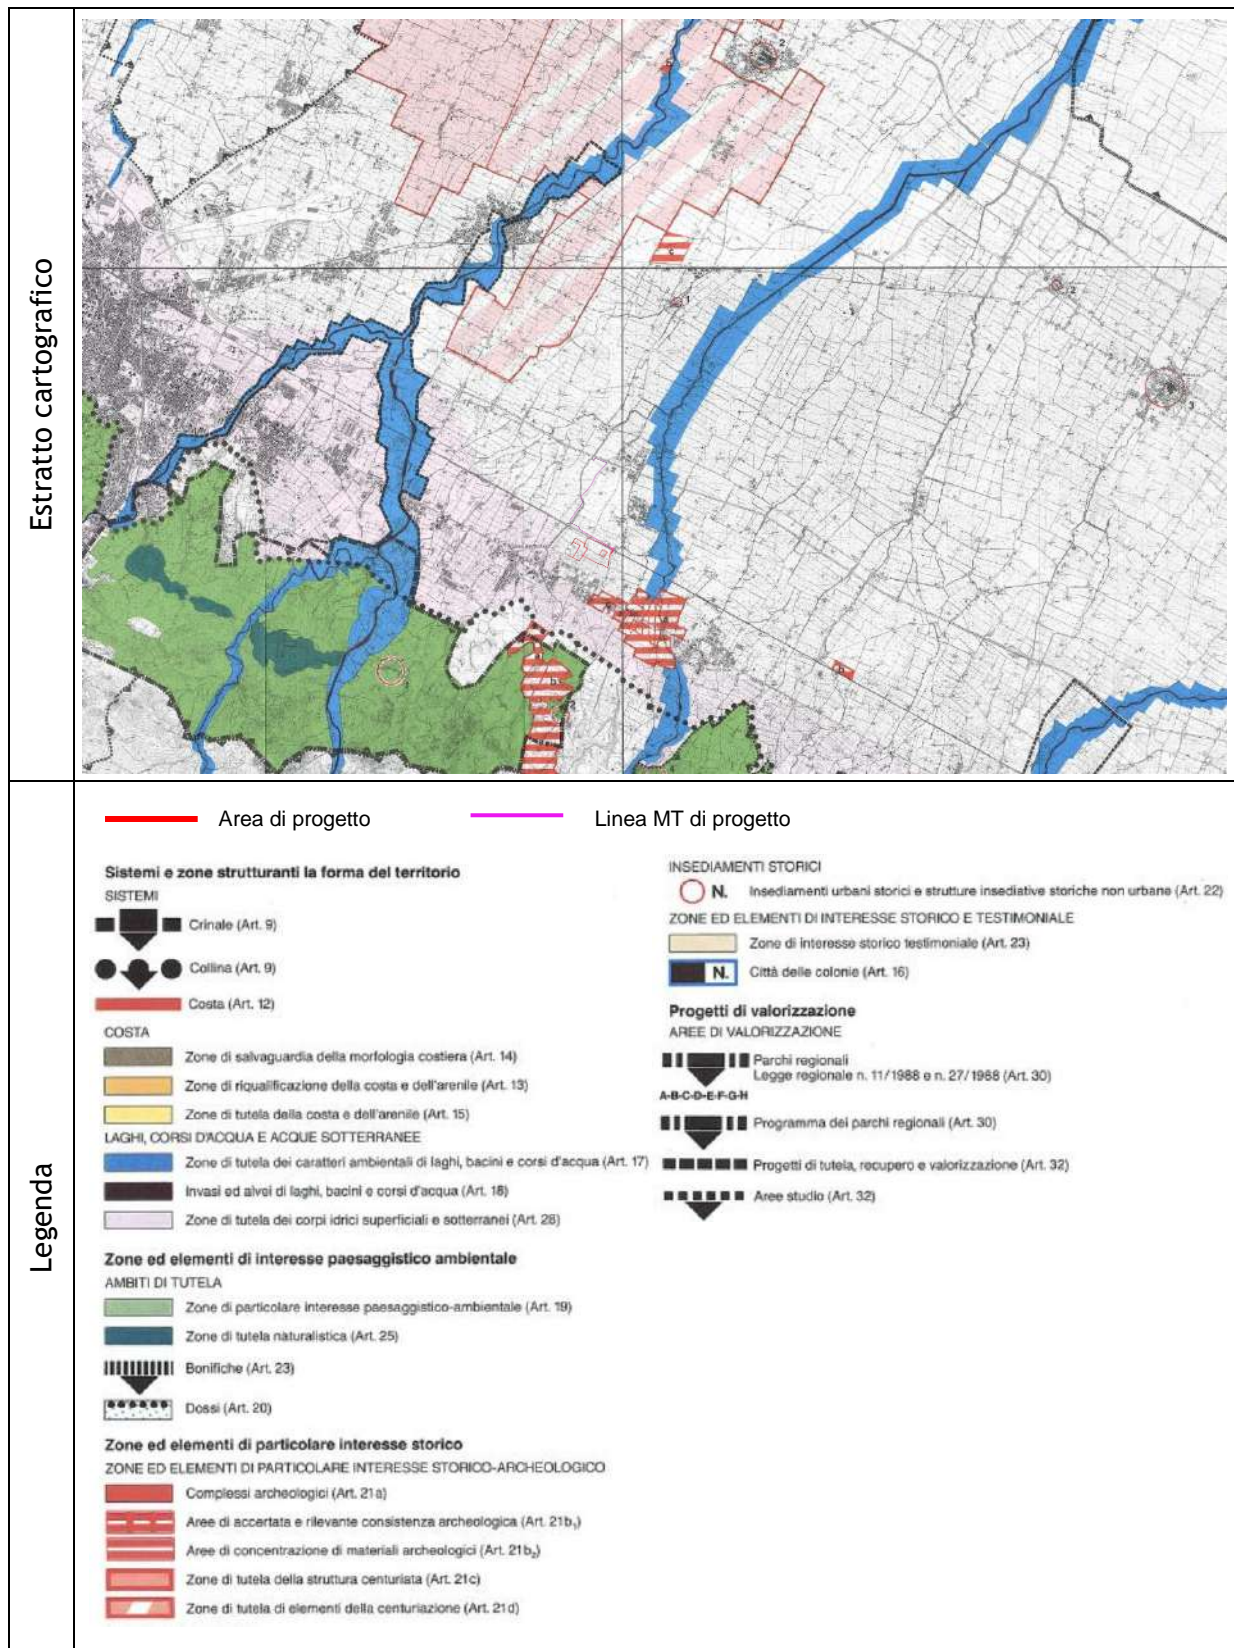 Estratto cartografico
2
c
1
2
3
b
b
Legenda
Area di progetto
Linea MT di progetto
Sistemi e zone strutturanti la forma del territorio
SISTEMI
Crinale (Art. 9)
Collina (Art. 9)
Costa (Art. 12)
COSTA
Zone di salvaguardia della morfologia costiera (Art. 14)
Zone di riqualificazione della costa e dell'arenile (Art. 13)
Zone di tutela della costa e dell'arenile (Art. 15)
LAGHI, CORSI D'ACQUA E ACQUE SOTTERRANEE
Zone di tutela dei caratteri ambientali di laghi, bacini e corsi d'acqua (Art. 17)
Invasi ed alvei di laghi, bacini e corsi d'acqua (Art. 18)
Zone di tutela dei corpi idrici superficiali e sotterranei (Art. 28)
Zone ed elementi di interesse paesaggistico ambientale
AMBITI DI TUTELA
Zone di particolare interesse paesaggistico-ambientale (Art. 19)
Zone di tutela naturalistica (Art. 25)
Bonifiche (Art. 23)
Dossi (Art. 20)
Zone ed elementi di particolare interesse storico
ZONE ED ELEMENTI DI PARTICOLARE INTERESSE STORICO-ARCHEOLOGICO
Complessi archeologici (Art. 21a)
Aree di accertata e rilevante consistenza archeologica (Art. 21b₁)
Aree di concentrazione di materiali archeologici (Art. 21b₂)
Zone di tutela della struttura centuriata (Art. 21c)
Zone di tutela di elementi della centuriazione (Art. 21d)
INSEDIAMENTI STORICI
N. Insediamenti urbani storici e strutture insediative storiche non urbane (Art. 22)
ZONE ED ELEMENTI DI INTERESSE STORICO E TESTIMONIALE
Zone di interesse storico testimoniale (Art. 23)
N. Città delle colonie (Art. 16)
Progetti di valorizzazione
AREE DI VALORIZZAZIONE
Parchi regionali
Legge regionale n. 11/1988 e n. 27/1988 (Art. 30)
A-B-C-D-E-F-G-H
Programma dei parchi regionali (Art. 30)
Progetti di tutela, recupero e valorizzazione (Art. 32)
Aree studio (Art. 32)